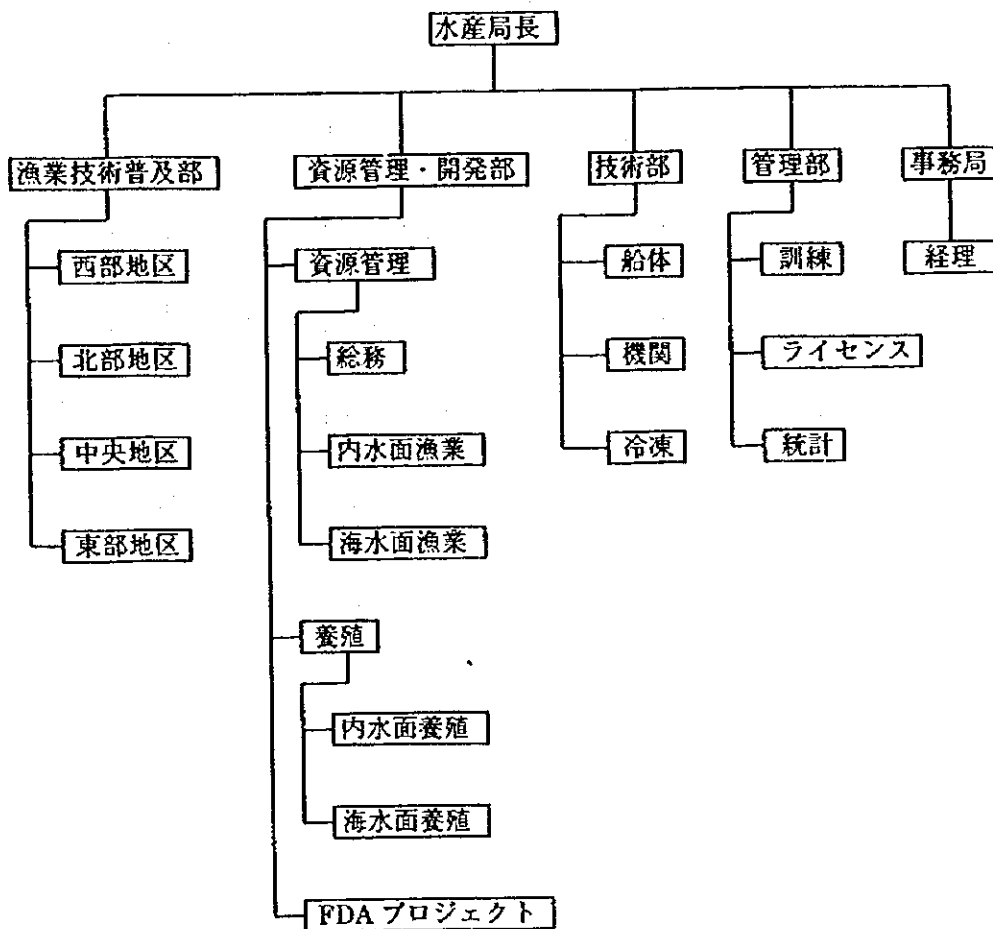 水産局長
漁業技術普及部
資源管理・開発部
技術部
管理部
事務局
西部地区
北部地区
中央地区
東部地区
資源管理
総務
内水面漁業
海水面漁業
養殖
内水面養殖
海水面養殖
FDAプロジェクト
船体
機関
冷凍
訓練
ライセンス
統計
経理